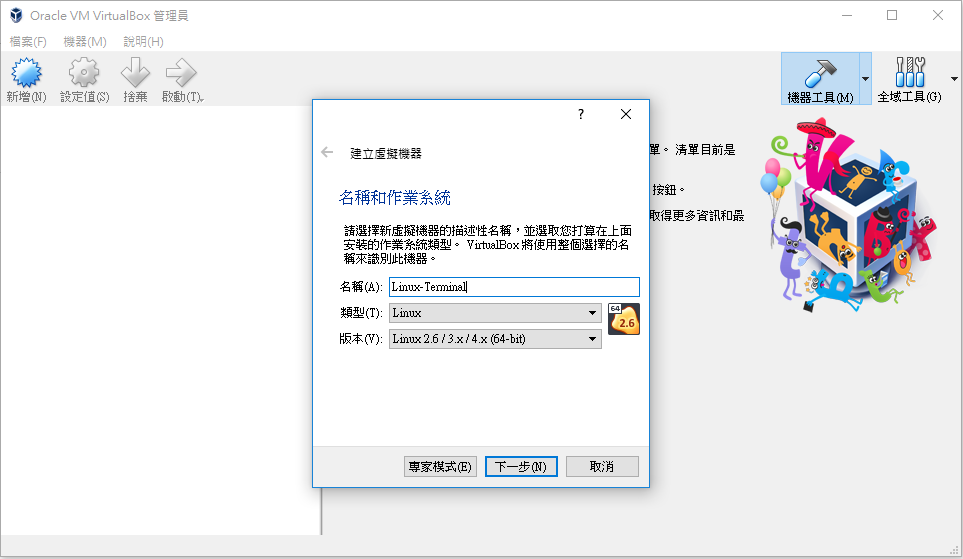 Oracle VM VirtualBox 管理員
檔案(F) 機器(M) 說明(H)
新增(N) 設定值(S) 捨棄 啟動(T)
機器工具(M) 全域工具(G)
?
建立虛擬機器
單。 清單目前是
名稱和作業系統
按鈕。
取得更多資訊和最
請選擇新虛擬機器的描述性名稱，並選取您打算在上面
安裝的作業系統類型。 VirtualBox 將使用整個選擇的名
稱來識別此機器。
名稱(A): Linux-Terminal
類型(T): Linux
64
2.6
版本(V): Linux 2.6 / 3.x / 4.x (64-bit)
專家模式(E) 下一步(N) 取消